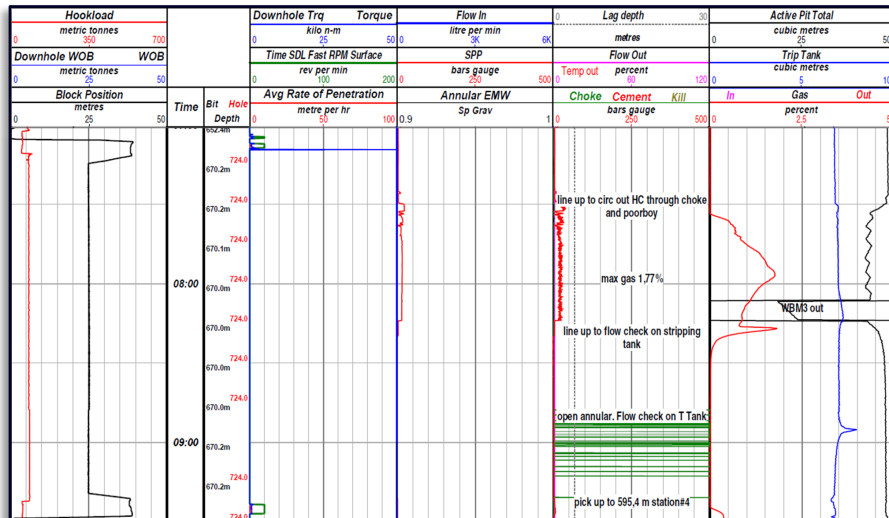 Hookload
metric tonnes
0 350 700
Downhole WOB WOB
metric tonnes
0 25 50
Block Position
metres
0 25 50
Time
Bit Hole
Depth
Downhole Trq Torque
kilo n-m
0 25 50
Time SDL Fast RPM Surface
rev per min
0 100 200
Avg Rate of Penetration
metre per hr
0 50 100
Flow In
litre per min
0 3K 6K
SPP
bars gauge
0 250 500
Annular EMW
Sp Grav
0.9 1
0 Lag depth 30
metres
Flow Out
Temp out percent
0 60 120
Choke Cement Kill
bars gauge
0 250 500
Active Pit Total
cubic metres
0 25 50
Trip Tank
cubic metres
0 5 10
In Gas Out
percent
0 2.5 5
652.4m
724.0
670.2m
724.0
670.2m
line up to circ out HC through choke
and poorboy
724.0
670.1m
724.0
max gas 1,77%
08:00
670.0m
724.0
WBM3 out
670.0m
line up to flow check on stripping
tank
724.0
670.0m
724.0
670.0m
open annular. Flow check on T Tank
724.0
09:00
670.2m
724.0
670.2m
pick up to 595,4 m station#4
724.0